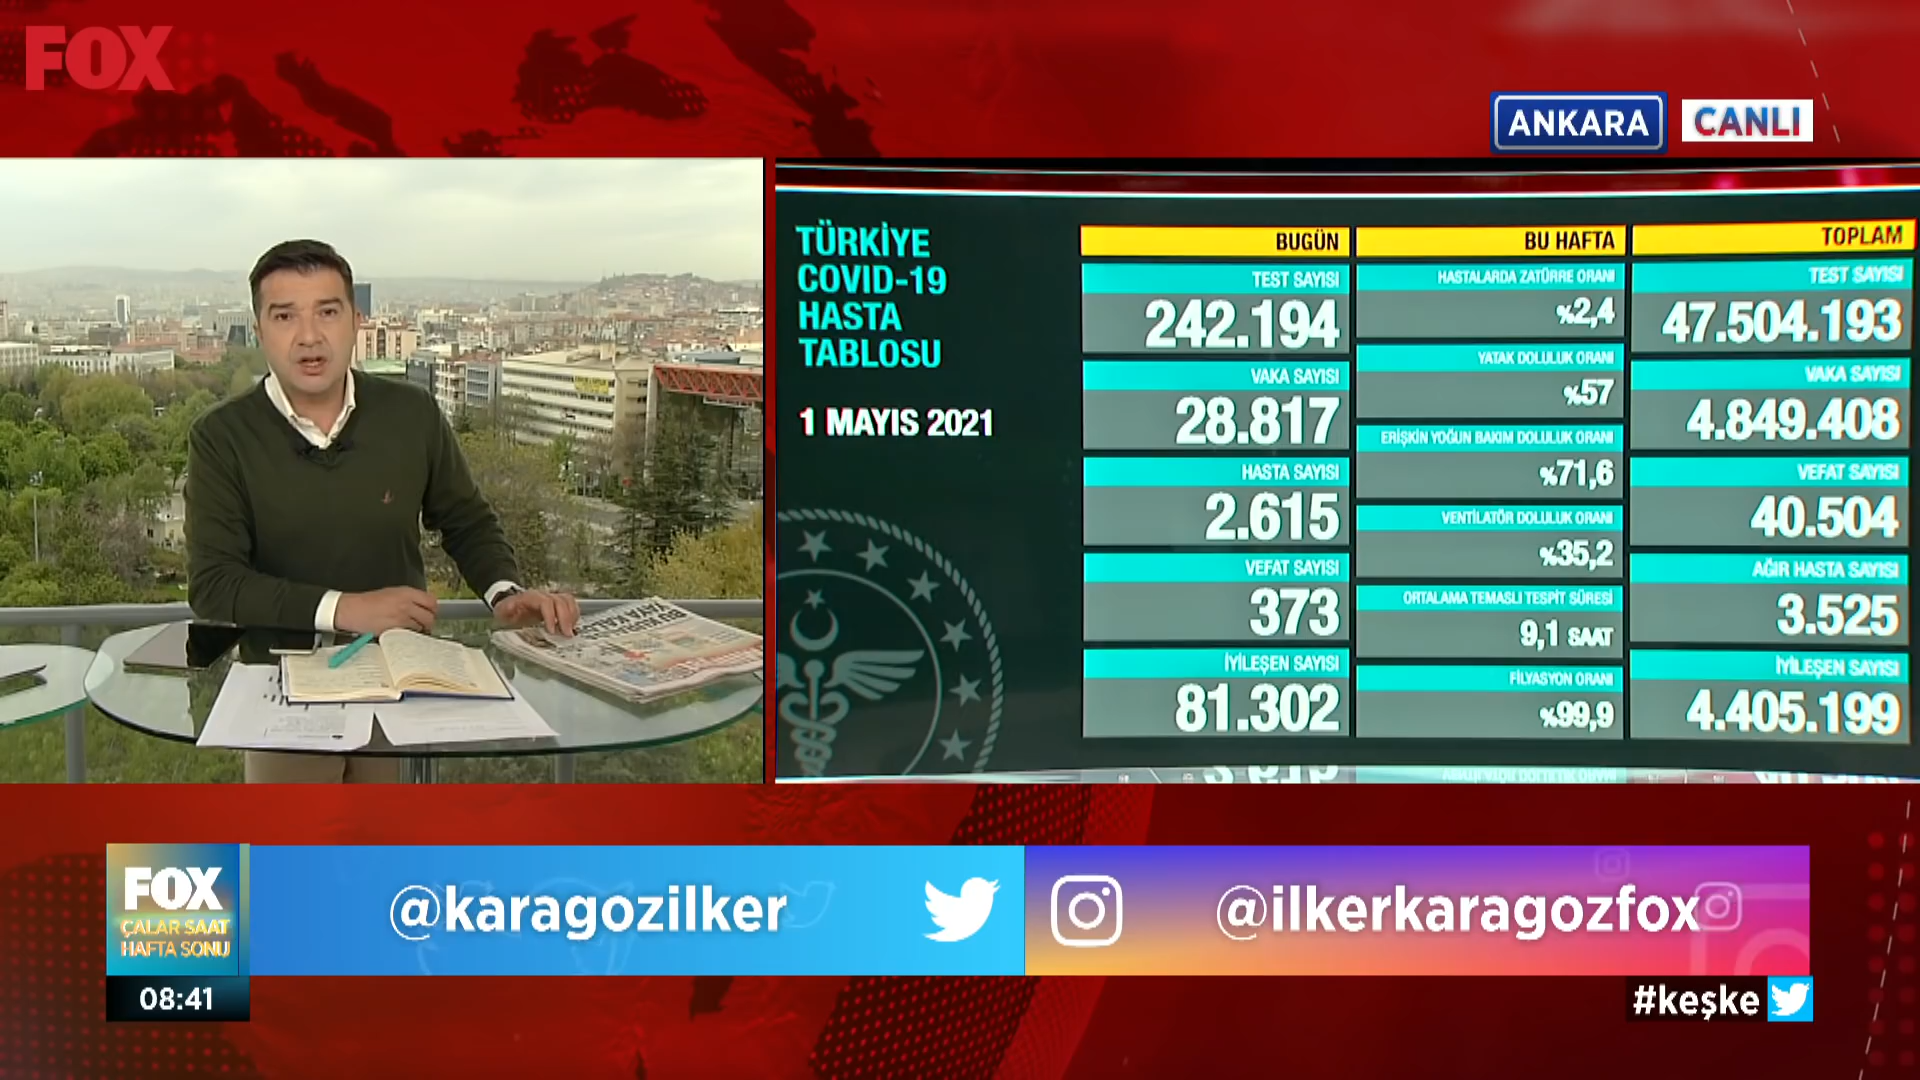 FOX
ANKARA
CANLI
TÜRKİYE
COVID-19
HASTA
TABLOSU
1 MAYIS 2021
BUGÜN
TEST SAYISI
242.194
VAKA SAYISI
28.817
HASTA SAYISI
2.615
VEFAT SAYISI
373
İYİLEŞEN SAYISI
81.302
BU HAFTA
HASTALARDA ZATÜRRE ORANI
%2,4
YATAK DOLULUK ORANI
%57
ERİŞKİN YOĞUN BAKIM DOLULUK ORANI
%71,6
VENTİLATÖR DOLULUK ORANI
%35,2
ORTALAMA TEMASLI TESPİT SÜRESİ
9,1 SAAT
FİLYASYON ORANI
%99,9
TOPLAM
TEST SAYISI
47.504.193
VAKA SAYISI
4.849.408
VEFAT SAYISI
40.504
AĞIR HASTA SAYISI
3.525
İYİLEŞEN SAYISI
4.405.199
FOX
ÇALAR SAAT
HAFTA SONU
08:41
@karagozilker
@ilkerkaragozfox
#keşke